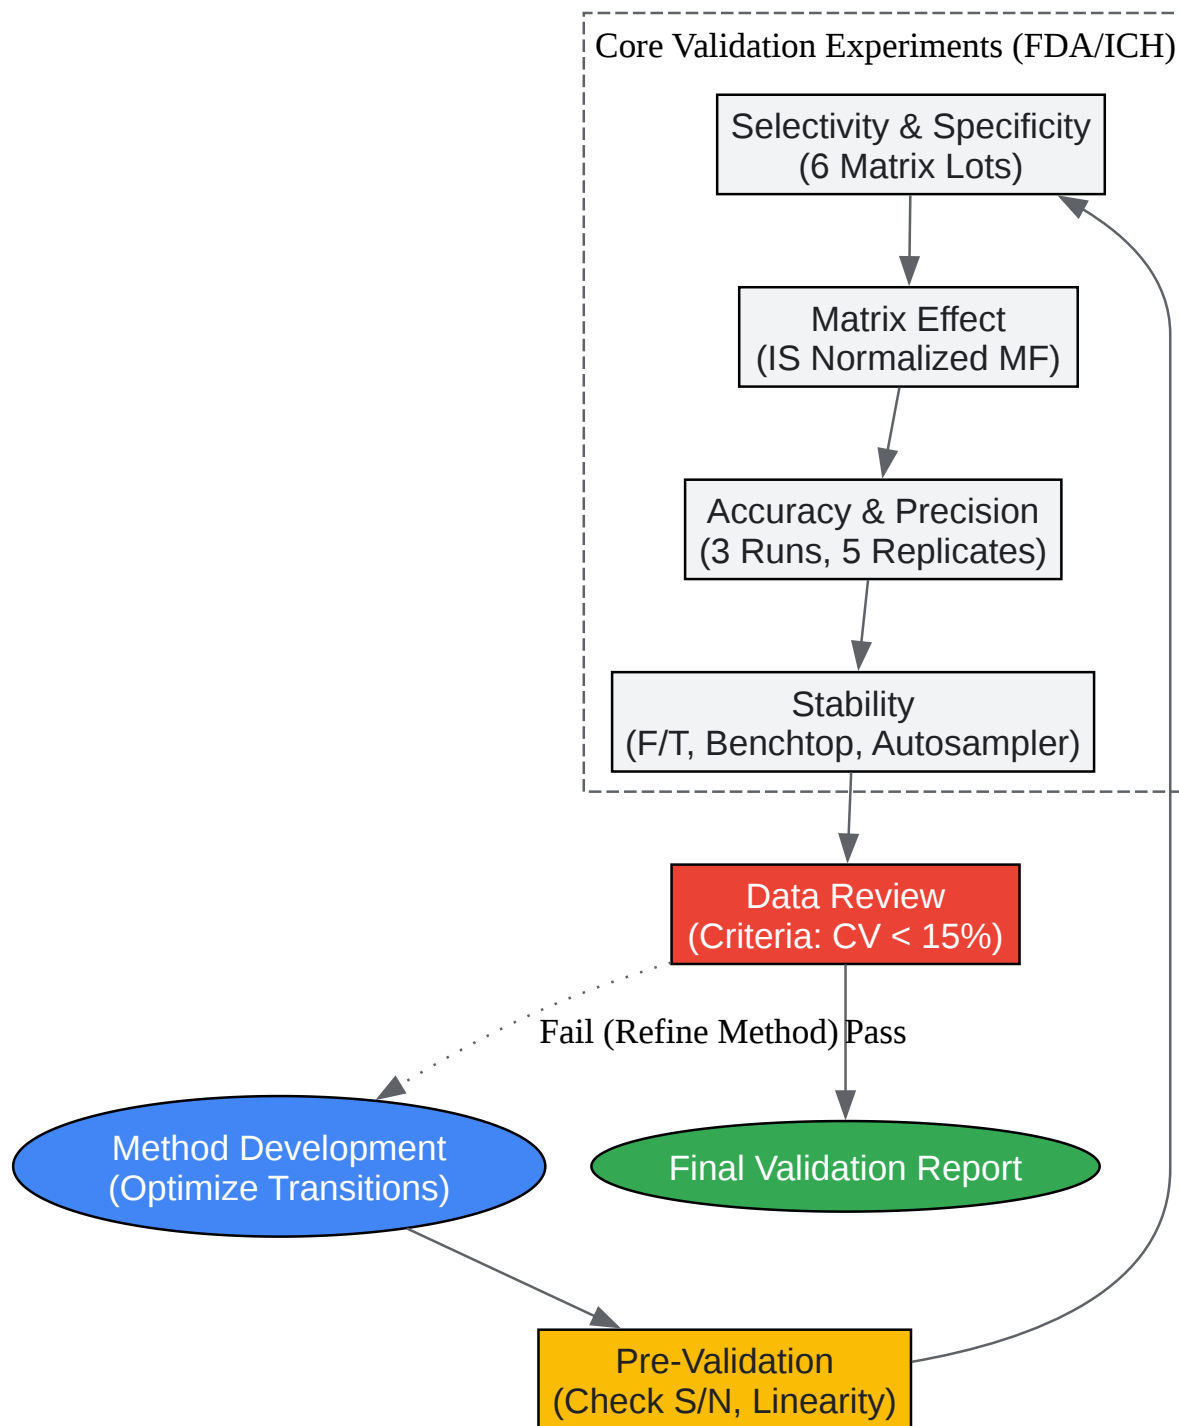 Core Validation Experiments (FDA/ICH)
Selectivity & Specificity
(6 Matrix Lots)
Matrix Effect
(IS Normalized MF)
Accuracy & Precision
(3 Runs, 5 Replicates)
Stability
(F/T, Benchtop, Autosampler)
Data Review
(Criteria: CV < 15%)
Fail (Refine Method)
Pass
Method Development
(Optimize Transitions)
Final Validation Report
Pre-Validation
(Check S/N, Linearity)